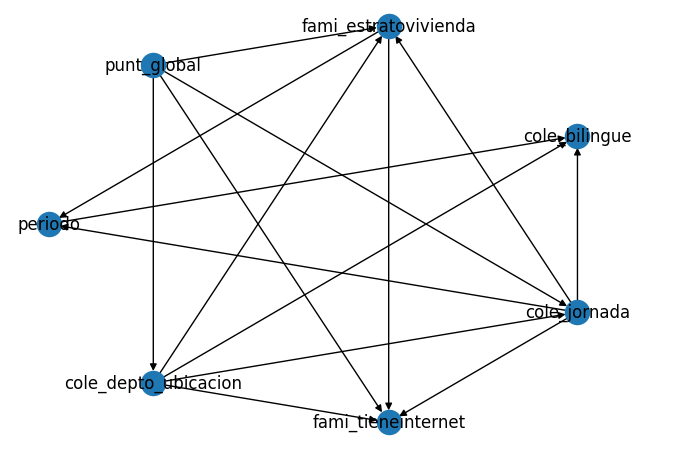 fami_estratovivienda
punt_global
cole_bilingue
periodo
cole_jornada
cole_depto_ubicacion
fami_tieneinternet